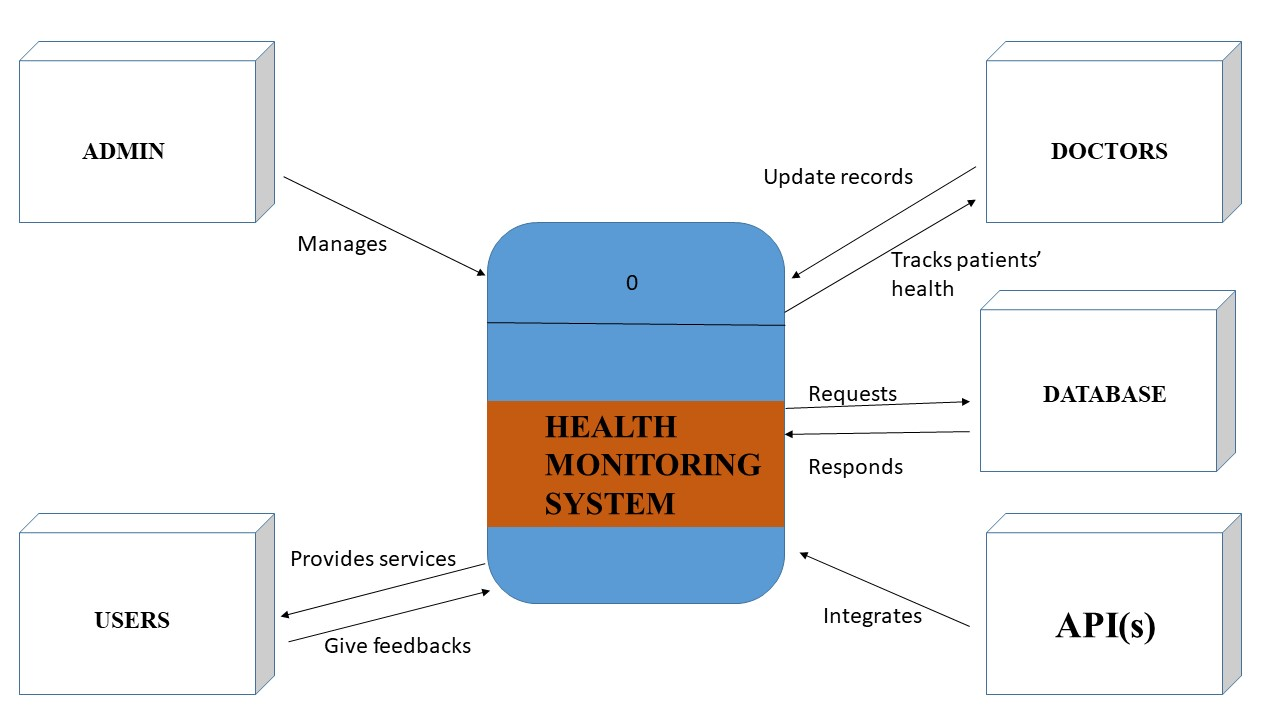 ADMIN
DOCTORS
Update records
Manages
Tracks patients’
health
0
Requests
DATABASE
HEALTH
MONITORING
SYSTEM
Responds
Provides services
Integrates
USERS
API(s)
Give feedbacks